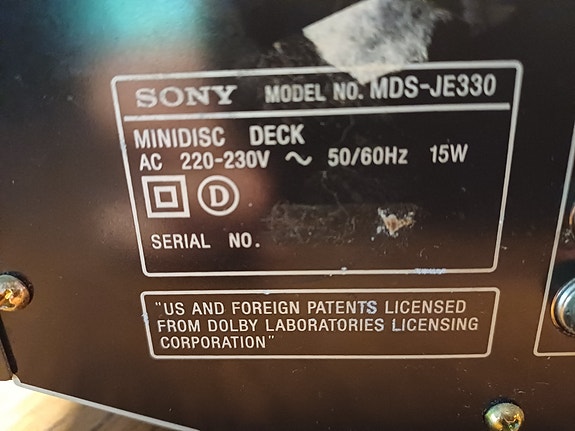 SONY MODEL NO. MDS-JE330
MINIDISC DECK
AC 220-230V ~ 50/60Hz 15W
D
SERIAL NO.
"US AND FOREIGN PATENTS LICENSED
FROM DOLBY LABORATORIES LICENSING
CORPORATION"